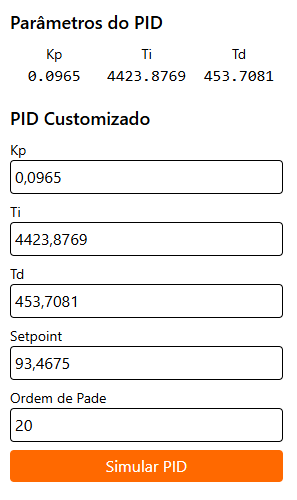 Parâmetros do PID
Kp Ti Td
0.0965 4423.8769 453.7081
PID Customizado
Kp
0,0965
Ti
4423,8769
Td
453,7081
Setpoint
93,4675
Ordem de Pade
20
Simular PID